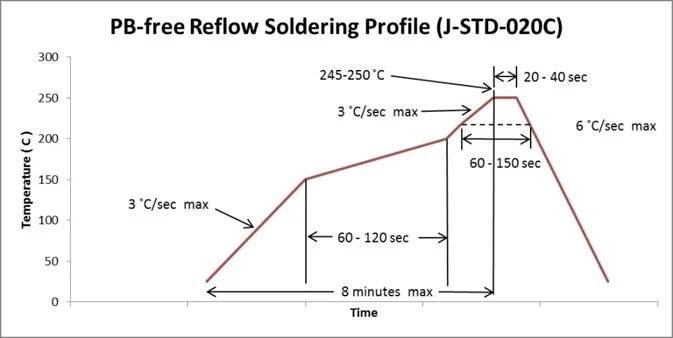 PB-free Reflow Soldering Profile (J-STD-020C)
300
250
200
150
100
50
0
Temperature ( C )
245-250 ˚C
20 - 40 sec
3 ˚C/sec max
6 ˚C/sec max
60 - 150 sec
3 ˚C/sec max
60 - 120 sec
8 minutes max
Time